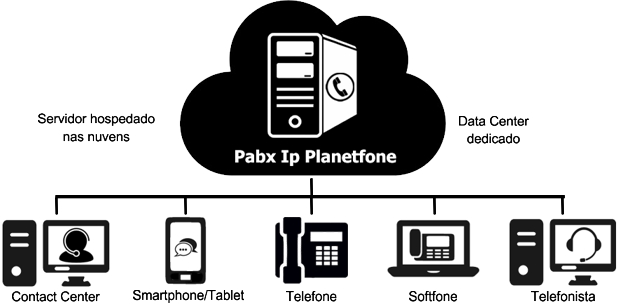 Servidor hospedado
nas nuvens
Pabx Ip Planetfone
Data Center
dedicado
Contact Center
Smartphone/Tablet
Telefone
Softfone
Telefonista